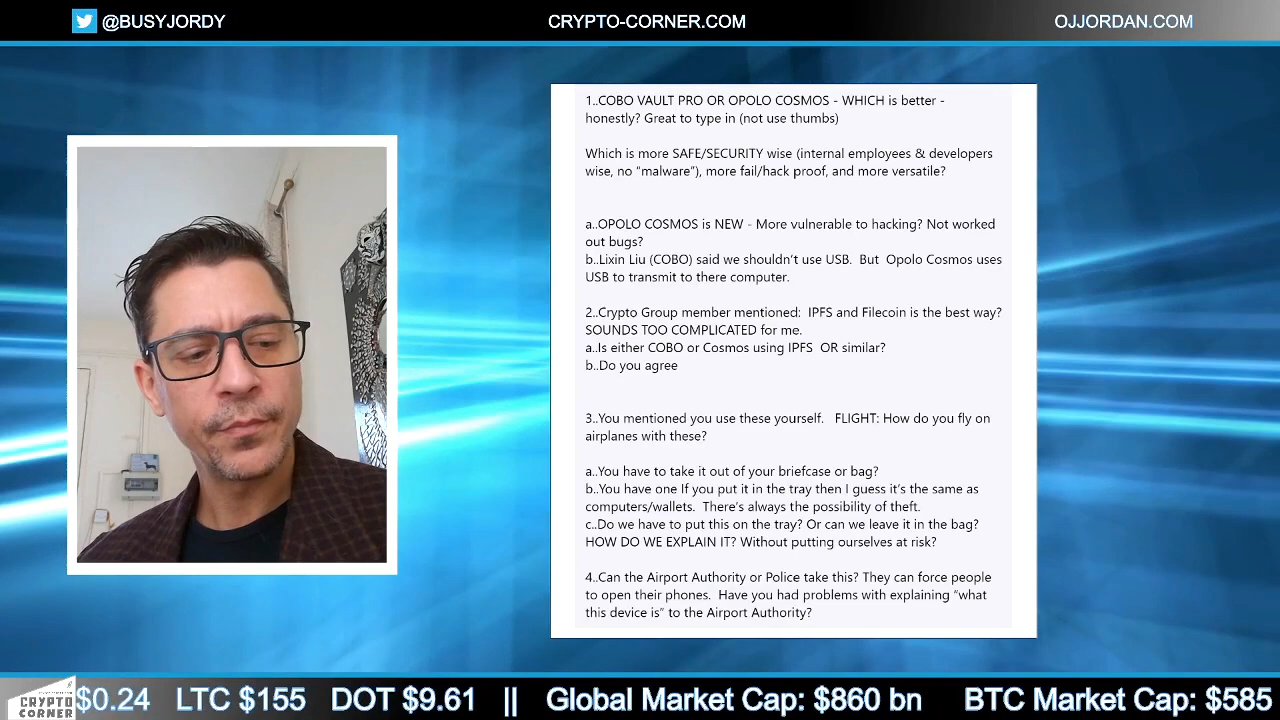 @BUSYJORDY
CRYPTO-CORNER.COM
OJJORDAN.COM
1..COBO VAULT PRO OR OPOLO COSMOS - WHICH is better -
honestly? Great to type in (not use thumbs)
Which is more SAFE/SECURITY wise (internal employees & developers
wise, no “malware”), more fail/hack proof, and more versatile?
a..OPOLO COSMOS is NEW - More vulnerable to hacking? Not worked
out bugs?
b..Lixin Liu (COBO) said we shouldn’t use USB.  But  Opolo Cosmos uses
USB to transmit to there computer.
2..Crypto Group member mentioned:  IPFS and Filecoin is the best way?
SOUNDS TOO COMPLICATED for me.
a..Is either COBO or Cosmos using IPFS  OR similar?
b..Do you agree
3..You mentioned you use these yourself.   FLIGHT: How do you fly on
airplanes with these?
a..You have to take it out of your briefcase or bag?
b..You have one If you put it in the tray then I guess it’s the same as
computers/wallets.  There’s always the possibility of theft.
c..Do we have to put this on the tray? Or can we leave it in the bag?
HOW DO WE EXPLAIN IT? Without putting ourselves at risk?
4..Can the Airport Authority or Police take this? They can force people
to open their phones.  Have you had problems with explaining “what
this device is” to the Airport Authority?
CRYPTO
CORNER
$0.24 LTC $155 DOT $9.61 || Global Market Cap: $860 bn BTC Market Cap: $585